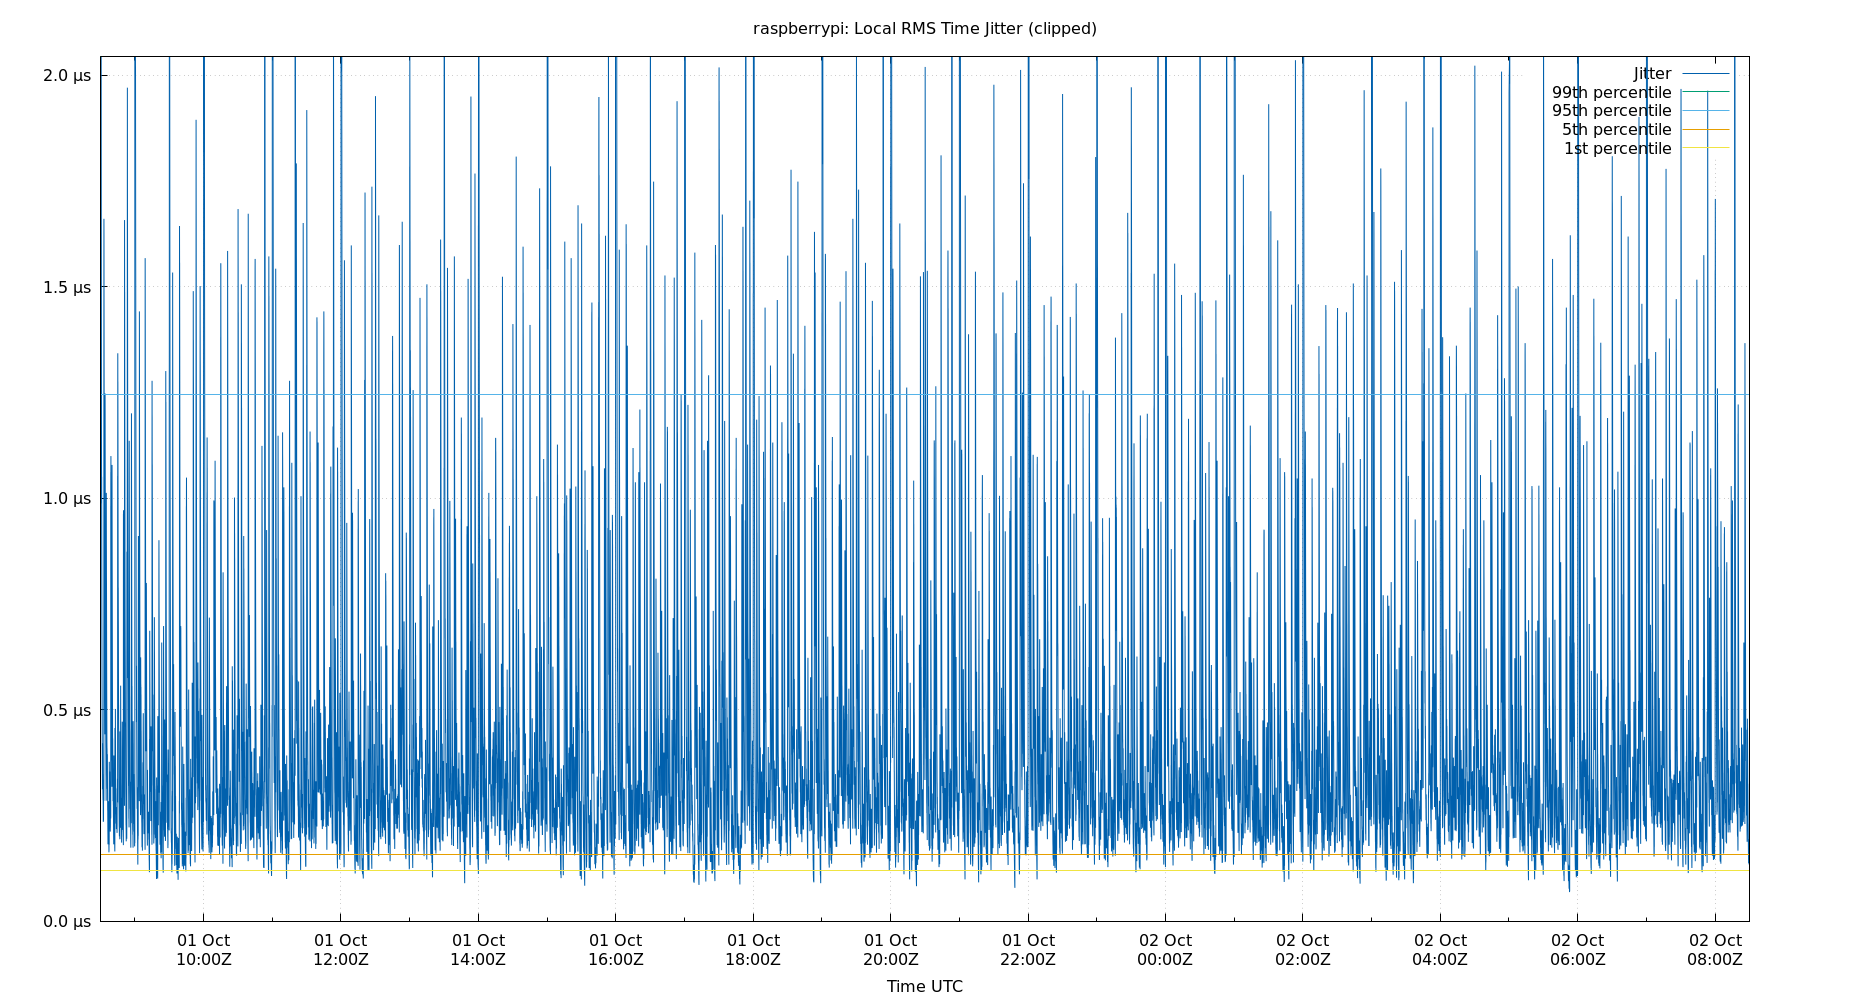 raspberrypi: Local RMS Time Jitter (clipped)
2.0 µs
1.5 µs
1.0 µs
0.5 µs
0.0 µs
Jitter
99th percentile
95th percentile
5th percentile
1st percentile
01 Oct 01 Oct 01 Oct 01 Oct 01 Oct 01 Oct 01 Oct 02 Oct 02 Oct 02 Oct 02 Oct 02 Oct
10:00Z 12:00Z 14:00Z 16:00Z 18:00Z 20:00Z 22:00Z 00:00Z 02:00Z 04:00Z 06:00Z 08:00Z
Time UTC